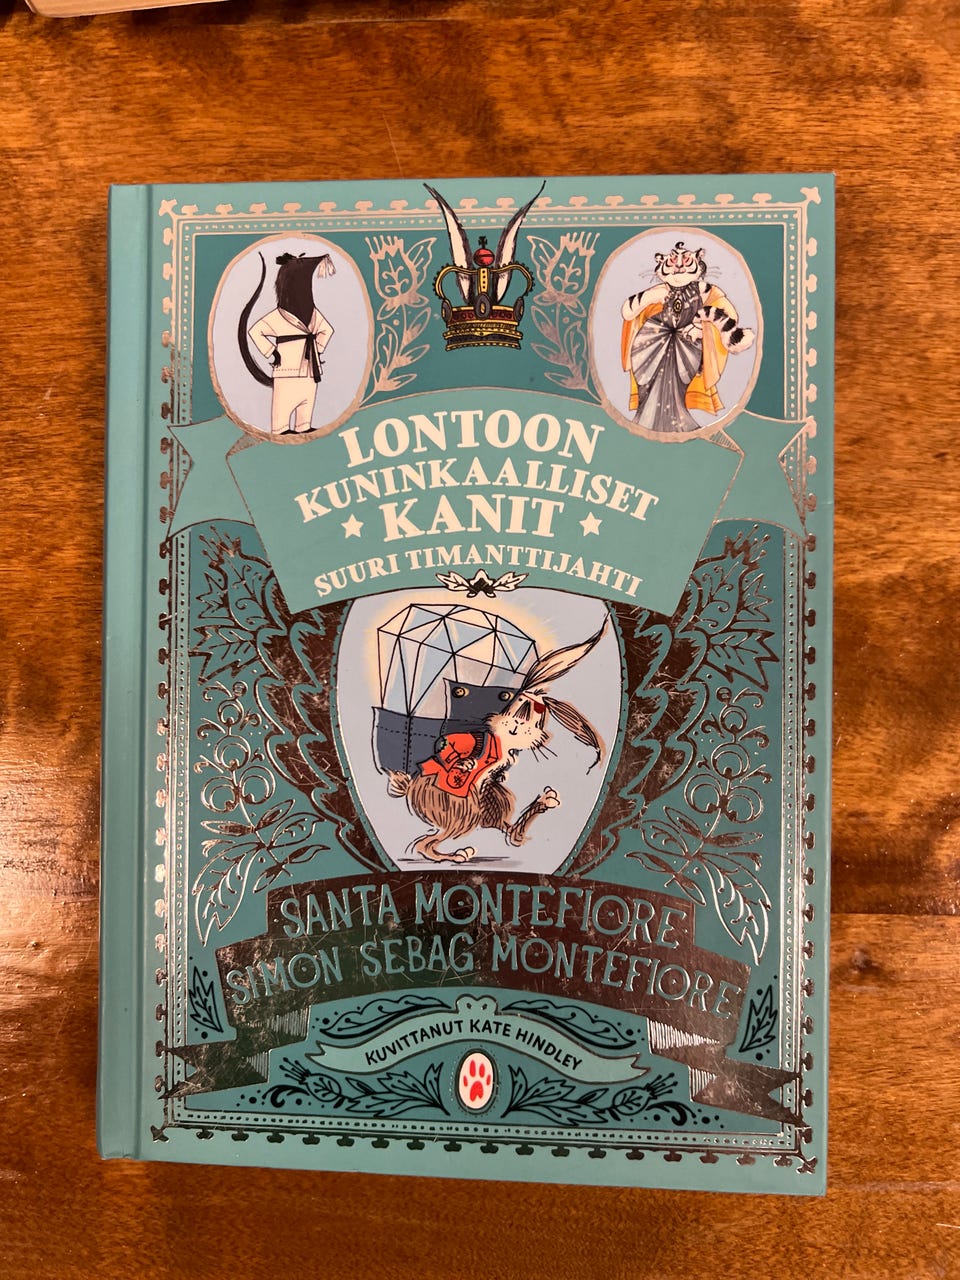 LONTOON
KUNINKAALLISET
KANIT
SUURI TIMANTTIJAHTI
SANTA MONTEFIORE
SIMON SEBAG MONTEFIORE
KUVITTANUT KATE HINDLEY